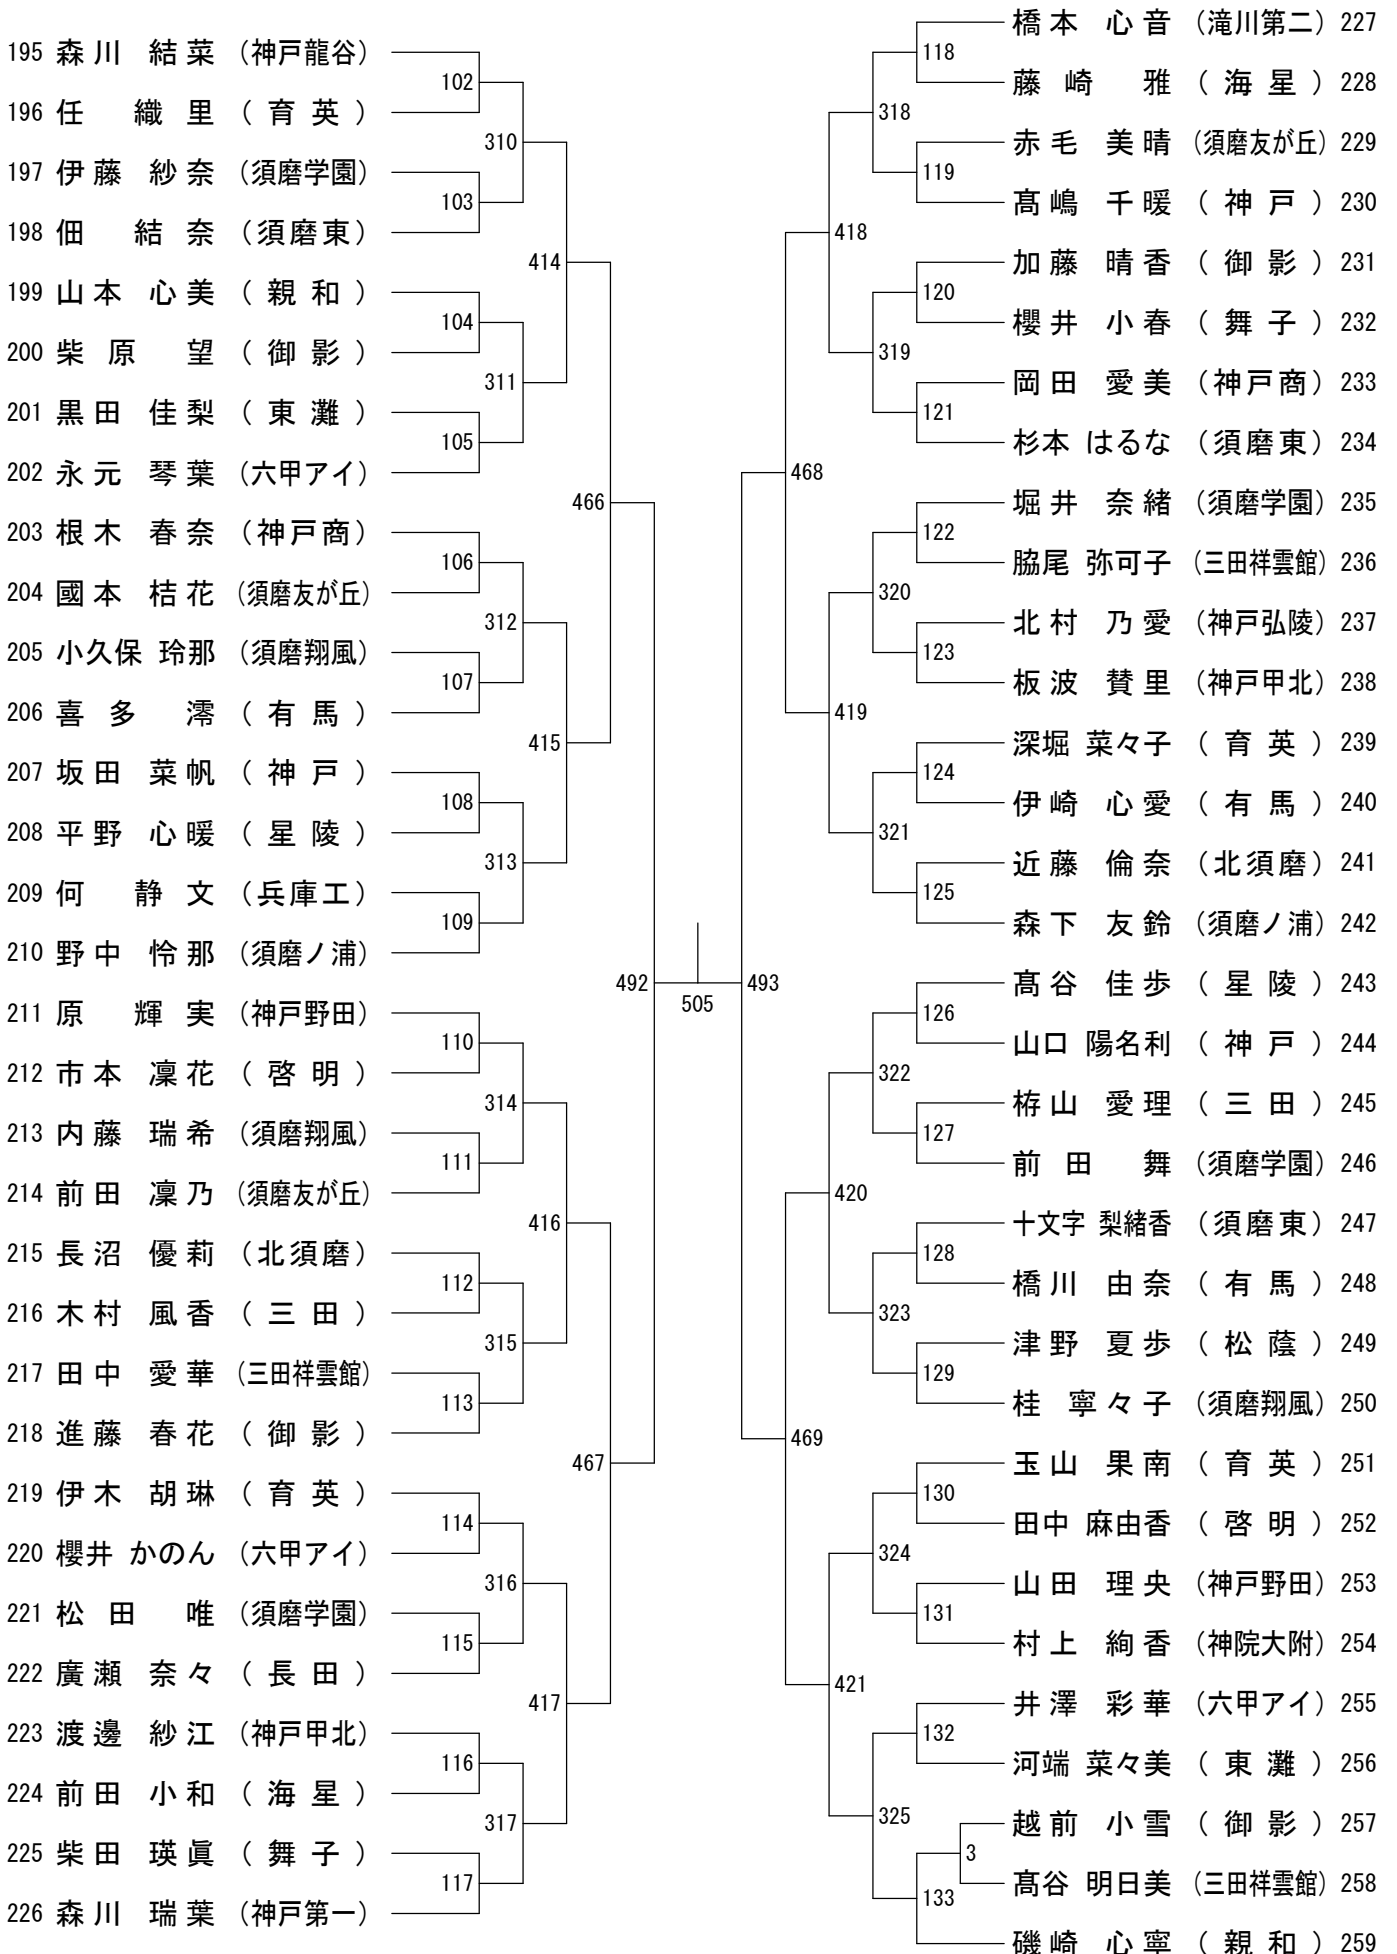 195 森川 結菜 (神戸龍谷)
196 任 織里 (育英)
197 伊藤 紗奈 (須磨学園)
198 佃 結奈 (須磨東)
199 山本 心美 (親和)
200 柴原 望 (御影)
201 黒田 佳梨 (東灘)
202 永元 琴葉 (六甲アイ)
203 根木 春奈 (神戸商)
204 國本 桔花 (須磨友が丘)
205 小久保 玲那 (須磨翔風)
206 喜多 澪 (有馬)
207 坂田 菜帆 (神戸)
208 平野 心暖 (星陵)
209 何 静文 (兵庫工)
210 野中 怜那 (須磨ノ浦)
211 原 輝実 (神戸野田)
212 市本 凜花 (啓明)
213 内藤 瑞希 (須磨翔風)
214 前田 凜乃 (須磨友が丘)
215 長沼 優莉 (北須磨)
216 木村 風香 (三田)
217 田中 愛華 (三田祥雲館)
218 進藤 春花 (御影)
219 伊木 胡琳 (育英)
220 櫻井 かのん (六甲アイ)
221 松田 唯 (須磨学園)
222 廣瀬 奈々 (長田)
223 渡邊 紗江 (神戸甲北)
224 前田 小和 (海星)
225 柴田 瑛眞 (舞子)
226 森川 瑞葉 (神戸第一)
102
103
104
105
106
107
108
109
110
111
112
113
114
115
116
117
310
311
312
313
314
315
316
317
414
415
416
417
466
467
492
505
493
468
469
418
419
420
421
318
319
320
321
322
323
324
325
118
119
120
121
122
123
124
125
126
127
128
129
130
131
132
133
3
橋本 心音 (滝川第二) 227
藤崎 雅 (海星) 228
赤毛 美晴 (須磨友が丘) 229
髙嶋 千暖 (神戸) 230
加藤 晴香 (御影) 231
櫻井 小春 (舞子) 232
岡田 愛美 (神戸商) 233
杉本 はるな (須磨東) 234
堀井 奈緒 (須磨学園) 235
脇尾 弥可子 (三田祥雲館) 236
北村 乃愛 (神戸弘陵) 237
板波 賛里 (神戸甲北) 238
深堀 菜々子 (育英) 239
伊崎 心愛 (有馬) 240
近藤 倫奈 (北須磨) 241
森下 友鈴 (須磨ノ浦) 242
髙谷 佳歩 (星陵) 243
山口 陽名利 (神戸) 244
栫山 愛理 (三田) 245
前田 舞 (須磨学園) 246
十文字 梨緒香 (須磨東) 247
橋川 由奈 (有馬) 248
津野 夏歩 (松蔭) 249
桂 寧々子 (須磨翔風) 250
玉山 果南 (育英) 251
田中 麻由香 (啓明) 252
山田 理央 (神戸野田) 253
村上 絢香 (神院大附) 254
井澤 彩華 (六甲アイ) 255
河端 菜々美 (東灘) 256
越前 小雪 (御影) 257
髙谷 明日美 (三田祥雲館) 258
磯崎 心寧 (親和) 259